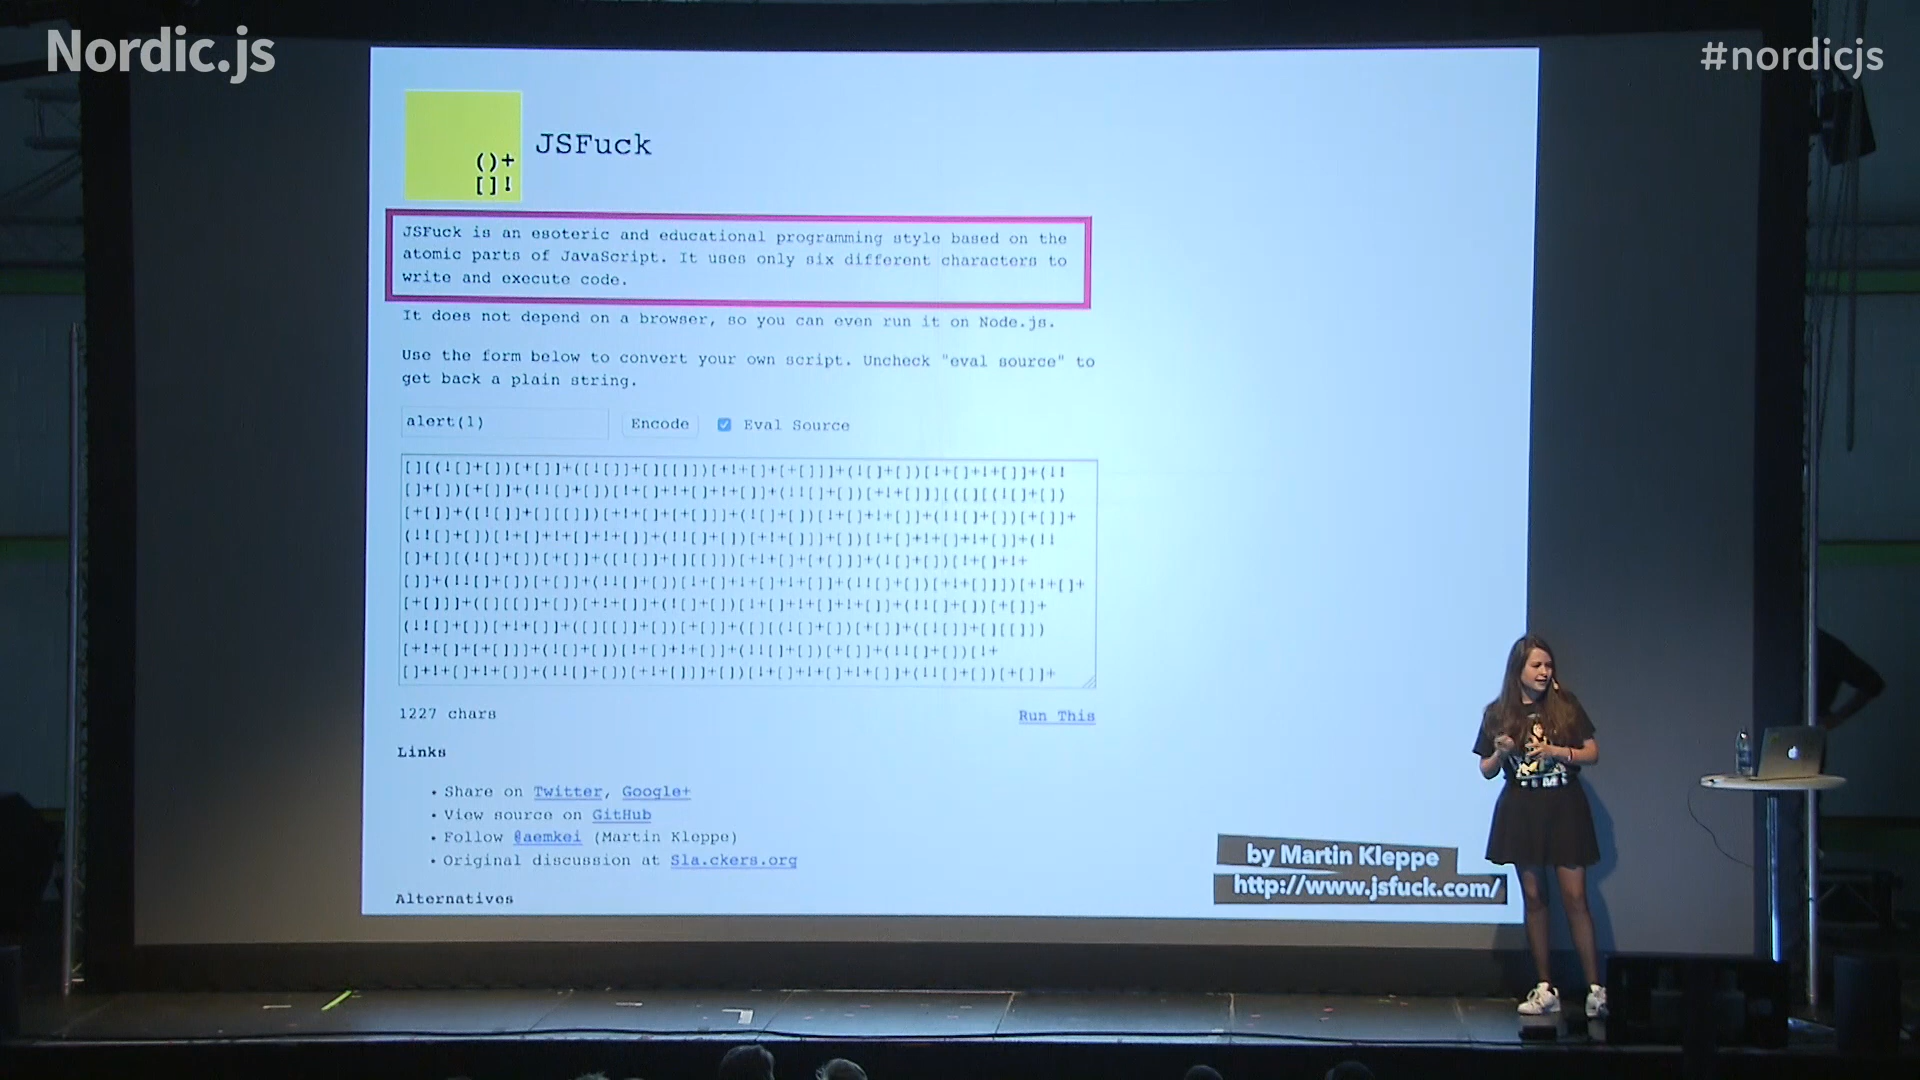 Nordic.js
#nordicjs
()+
[]!
JSFuck
JSFuck is an esoteric and educational programming style based on the
atomic parts of JavaScript. It uses only six different characters to
write and execute code.
It does not depend on a browser, so you can even run it on Node.js.
Use the form below to convert your own script. Uncheck "eval source" to
get back a plain string.
alert(1)
Encode
Eval Source
[][(![]+[])[+[]]+([![]]+[][[]])[+!+[]+[+[]]]+(![]+[])[!+[]+!+[]]+(!!
[]+[])[+[]]+(!![]+[])[!+[]+!+[]+!+[]]+(!![]+[])[+!+[]]][([][(![]+[])
[+[]]+([![]]+[][[]])[+!+[]+[+[]]]+(![]+[])[!+[]+!+[]]+(!![]+[])[+[]]+
(!![]+[])[!+[]+!+[]+!+[]]+(!![]+[])[+!+[]]]+[])[!+[]+!+[]+!+[]]+(!!
[]+[][(![]+[])[+[]]+([![]]+[][[]])[+!+[]+[+[]]]+(![]+[])[!+[]+!+
[]]+(!![]+[])[+[]]+(!![]+[])[!+[]+!+[]+!+[]]+(!![]+[])[+!+[]]])[+!+[]+
[+[]]]+([][[]]+[])[+!+[]]+(![]+[])[!+[]+!+[]+!+[]]+(!![]+[])[+[]]+
(!![]+[])[+!+[]]+([][[]]+[])[+[]]+([][(![]+[])[+[]]+([![]]+[][[]])
[+!+[]+[+[]]]+(![]+[])[!+[]+!+[]]+(!![]+[])[+[]]+(!![]+[])[!+
[]+!+[]+!+[]]+(!![]+[])[+!+[]]]+[])[!+[]+!+[]+!+[]]+(!![]+[])[+[]]+
1227 chars
Run This
Links
• Share on Twitter, Google+
• View source on GitHub
• Follow @aemkei (Martin Kleppe)
• Original discussion at Sla.ckers.org
Alternatives
by Martin Kleppe
http://www.jsfuck.com/